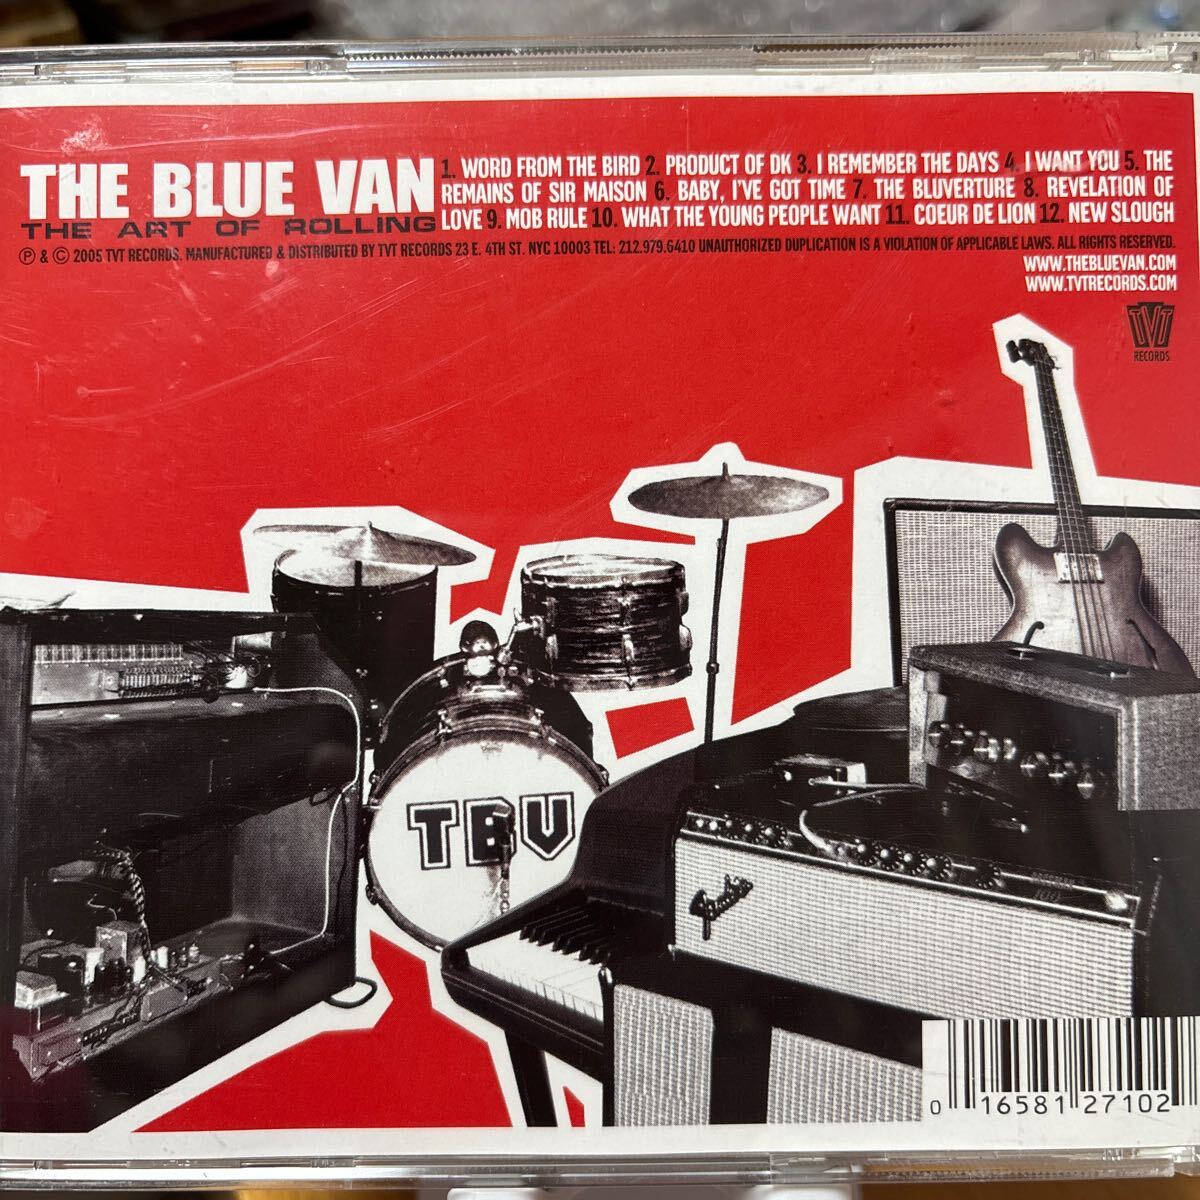 THE BLUE VAN
THE ART OF ROLLING
1. WORD FROM THE BIRD 2. PRODUCT OF DK 3. I REMEMBER THE DAYS 4. I WANT YOU 5. THE
REMAINS OF SIR MAISON 6. BABY, I'VE GOT TIME 7. THE BLUVERTURE 8. REVELATION OF
LOVE 9. MOB RULE 10. WHAT THE YOUNG PEOPLE WANT 11. COEUR DE LION 12. NEW SLOUGH
Ⓟ & © 2005 TVT RECORDS. MANUFACTURED & DISTRIBUTED BY TVT RECORDS 23 E. 4TH ST. NYC 10003 TEL: 212.979.6410 UNAUTHORIZED DUPLICATION IS A VIOLATION OF APPLICABLE LAWS. ALL RIGHTS RESERVED.
WWW.THEBLUEVAN.COM
WWW.TVTRECORDS.COM
TVT
RECORDS
TBV
Fender
0 16581 27102